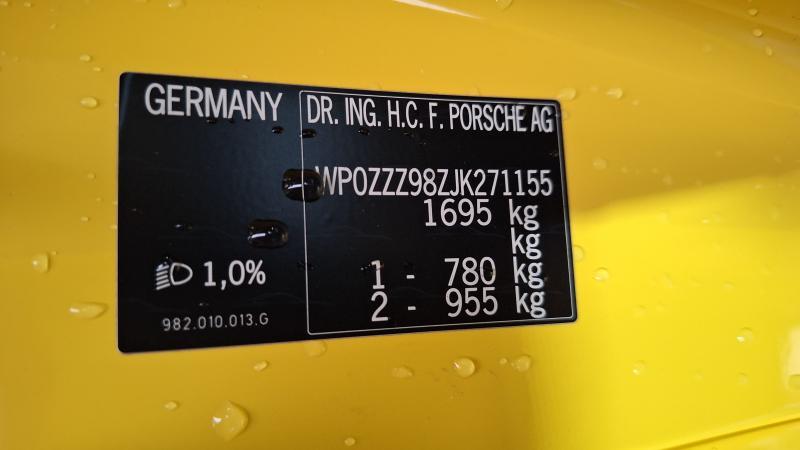 GERMANY
DR. ING. H.C. F. PORSCHE AG
WP0ZZZ98ZJK271155
1695 kg
kg
1 - 780 kg
2 - 955 kg
1,0%
982.010.013.G